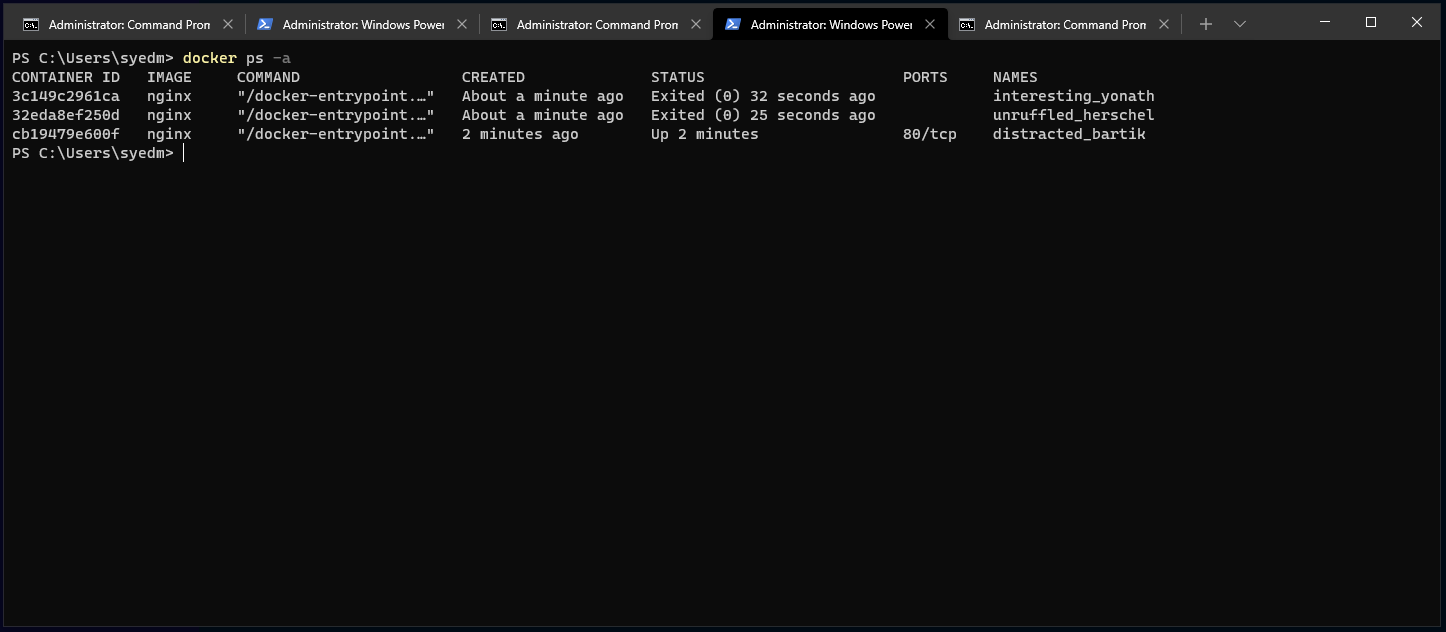 Administrator: Command Pron Administrator: Windows Power Administrator: Command Pron Administrator: Windows Power Administrator: Command Pron
PS C:\Users\syedm> docker ps -a
CONTAINER ID IMAGE COMMAND CREATED STATUS PORTS NAMES
3c149c2961ca nginx "/docker-entrypoint.…" About a minute ago Exited (0) 32 seconds ago interesting_yonath
32eda8ef250d nginx "/docker-entrypoint.…" About a minute ago Exited (0) 25 seconds ago unruffled_herschel
cb19479e600f nginx "/docker-entrypoint.…" 2 minutes ago Up 2 minutes 80/tcp distracted_bartik
PS C:\Users\syedm>